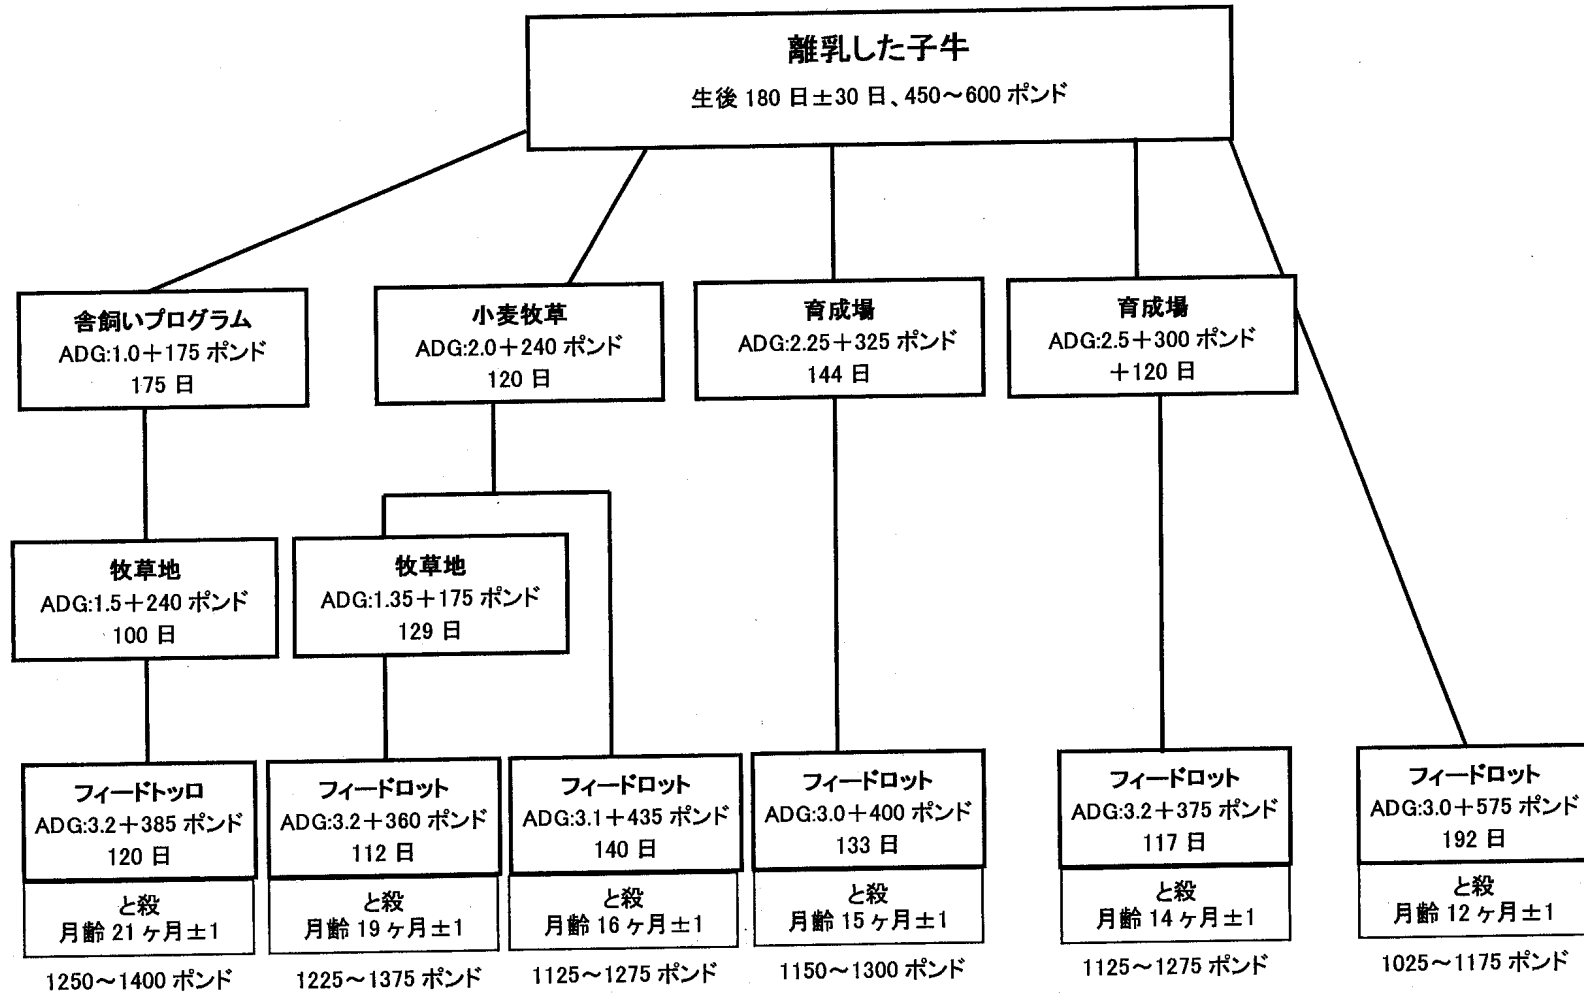 離乳した子牛
生後 180 日±30 日、450～600 ポンド
舎飼いプログラム
ADG:1.0＋175 ポンド
175 日
小麦牧草
ADG:2.0＋240 ポンド
120 日
育成場
ADG:2.25＋325 ポンド
144 日
育成場
ADG:2.5＋300 ポンド
＋120 日
牧草地
ADG:1.5＋240 ポンド
100 日
牧草地
ADG:1.35＋175 ポンド
129 日
フィードトッロ
ADG:3.2＋385 ポンド
120 日
と殺
月齢 21 ヶ月±1
1250～1400 ポンド
フィードロット
ADG:3.2＋360 ポンド
112 日
と殺
月齢 19 ヶ月±1
1225～1375 ポンド
フィードロット
ADG:3.1＋435 ポンド
140 日
と殺
月齢 16 ヶ月±1
1125～1275 ポンド
フィードロット
ADG:3.0＋400 ポンド
133 日
と殺
月齢 15 ヶ月±1
1150～1300 ポンド
フィードロット
ADG:3.2＋375 ポンド
117 日
と殺
月齢 14 ヶ月±1
1125～1275 ポンド
フィードロット
ADG:3.0＋575 ポンド
192 日
と殺
月齢 12 ヶ月±1
1025～1175 ポンド